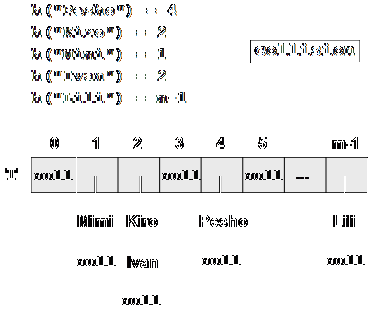 h("Pesho") = 4
h("Kiro") = 2
h("Mimi") = 1
h("Ivan") = 2
h("Lili") = m-1
collision
0 1 2 3 4 5 m-1
T null null null ...
Mimi Kiro Pesho Lili
null Ivan null null
null